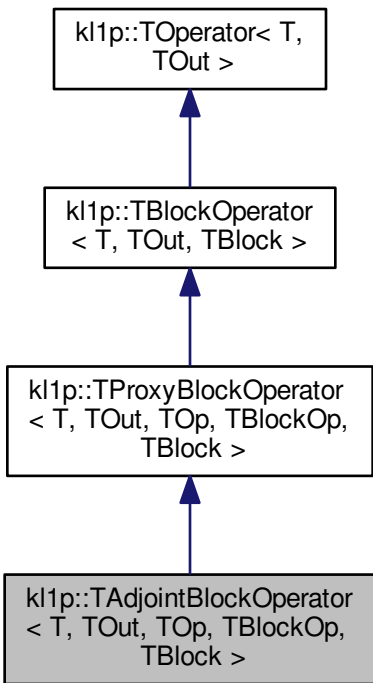 kl1p::TOperator< T,
TOut >
kl1p::TBlockOperator
< T, TOut, TBlock >
kl1p::TProxyBlockOperator
< T, TOut, TOp, TBlockOp,
TBlock >
kl1p::TAdjointBlockOperator
< T, TOut, TOp, TBlockOp,
TBlock >